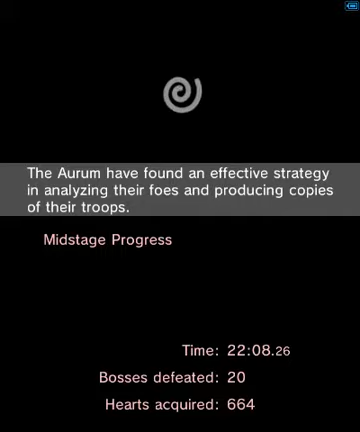 The Aurum have found an effective strategy
in analyzing their foes and producing copies
of their troops.
Midstage Progress
Time: 22:08.26
Bosses defeated: 20
Hearts acquired: 664